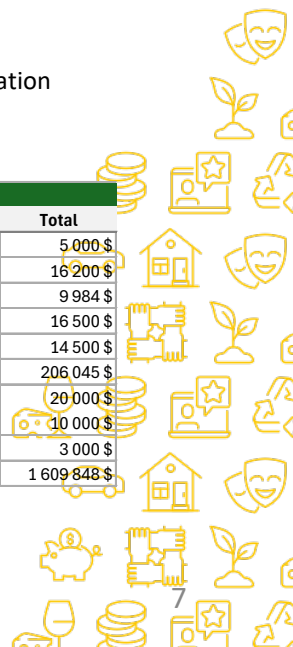 ation
Total
5 000 $
16 200 $
9 984 $
16 500 $
14 500 $
206 045 $
20 000 $
10 000 $
3 000 $
1 609 848 $
7